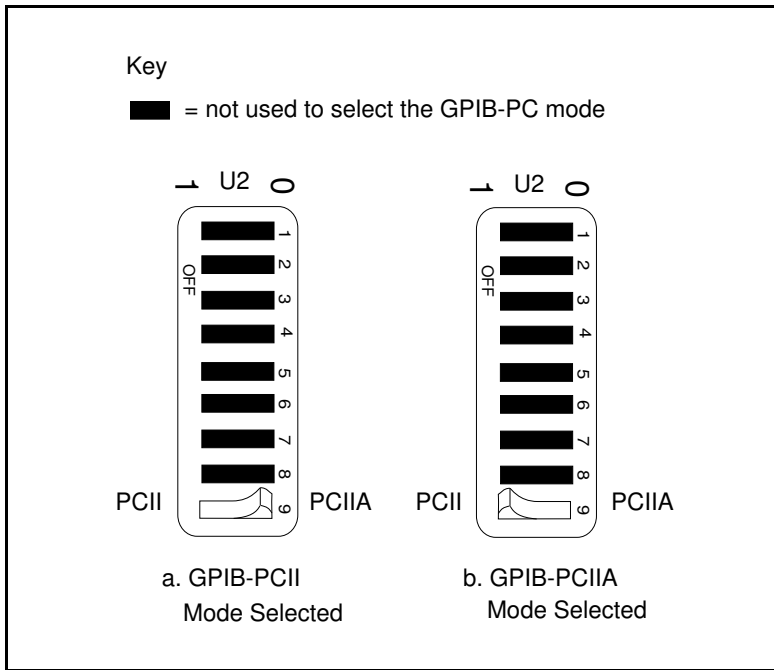 Key
= not used to select the GPIB-PC mode
1 U2 0
OFF
1
2
3
4
5
6
7
8
9
PCII PCIIA
a. GPIB-PCII
Mode Selected
1 U2 0
OFF
1
2
3
4
5
6
7
8
9
PCII PCIIA
b. GPIB-PCIIA
Mode Selected